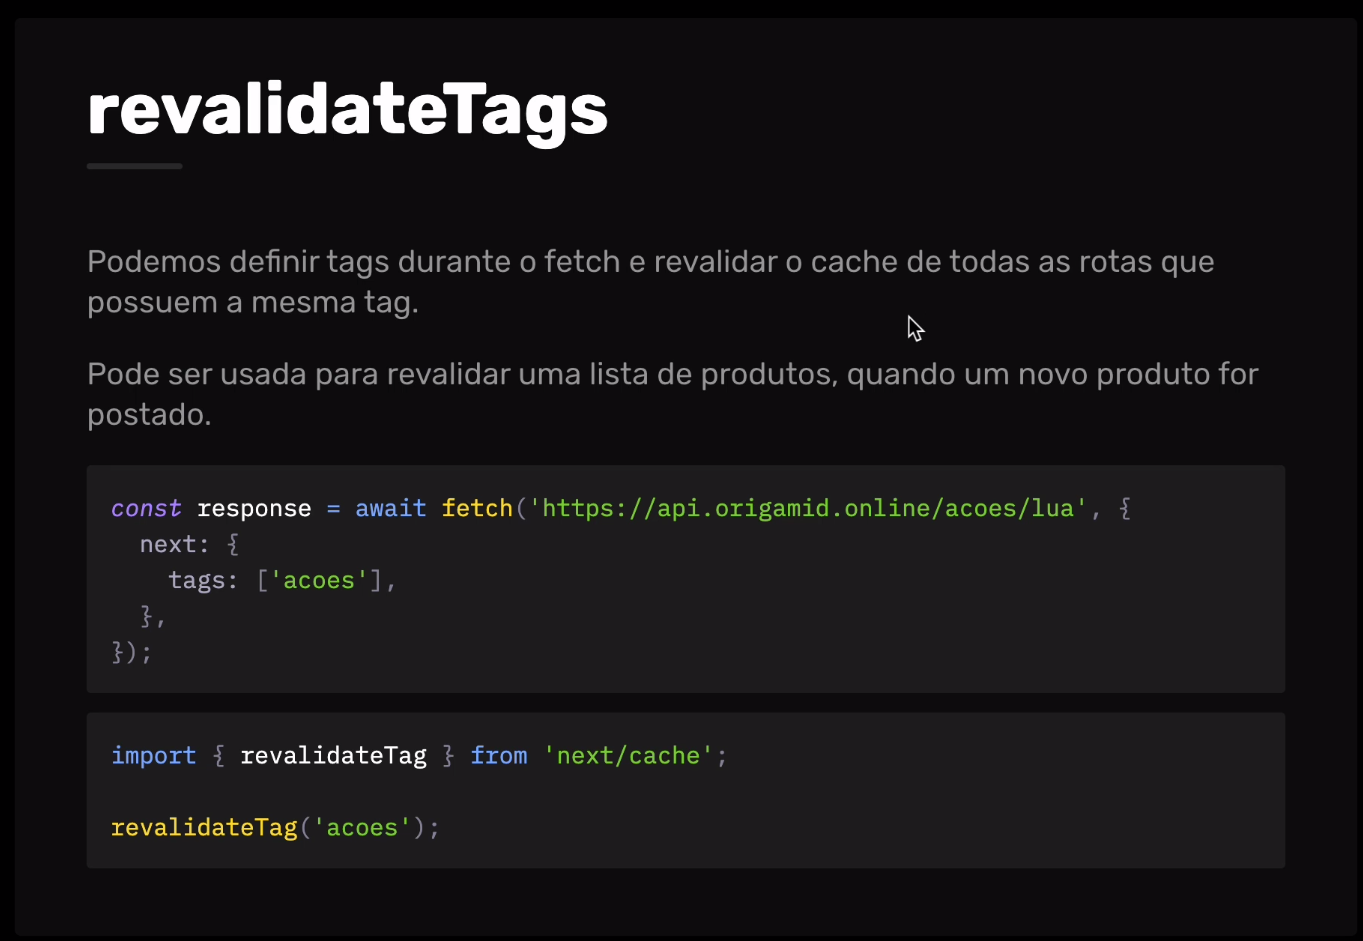 revalidateTags
Podemos definir tags durante o fetch e revalidar o cache de todas as rotas que
possuem a mesma tag.
Pode ser usada para revalidar uma lista de produtos, quando um novo produto for
postado.
const response = await fetch('https://api.origamid.online/acoes/lua', {
  next: {
    tags: ['acoes'],
  },
});
import { revalidateTag } from 'next/cache';
revalidateTag('acoes');